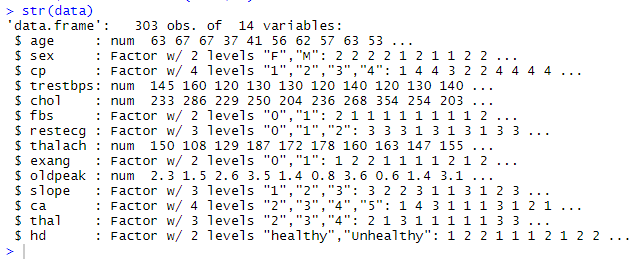 > str(data)
'data.frame': 303 obs. of 14 variables:
$ age : num 63 67 67 37 41 56 62 57 63 53 ...
$ sex : Factor w/ 2 levels "F","M": 2 2 2 2 1 2 1 1 2 2 ...
$ cp : Factor w/ 4 levels "1","2","3","4": 1 4 4 3 2 2 4 4 4 4 ...
$ trestbps: num 145 160 120 130 130 120 140 120 130 140 ...
$ chol : num 233 286 229 250 204 236 268 354 254 203 ...
$ fbs : Factor w/ 2 levels "0","1": 2 1 1 1 1 1 1 1 1 2 ...
$ restecg : Factor w/ 3 levels "0","1","2": 3 3 3 1 3 1 3 1 3 3 ...
$ thalach : num 150 108 129 187 172 178 160 163 147 155 ...
$ exang : Factor w/ 2 levels "0","1": 1 2 2 1 1 1 1 2 1 2 ...
$ oldpeak : num 2.3 1.5 2.6 3.5 1.4 0.8 3.6 0.6 1.4 3.1 ...
$ slope : Factor w/ 3 levels "1","2","3": 3 2 2 3 1 1 3 1 2 3 ...
$ ca : Factor w/ 4 levels "2","3","4","5": 1 4 3 1 1 1 3 1 2 1 ...
$ thal : Factor w/ 3 levels "2","3","4": 2 1 3 1 1 1 1 1 3 3 ...
$ hd : Factor w/ 2 levels "healthy","Unhealthy": 1 2 2 1 1 1 2 1 2 2 ...
>